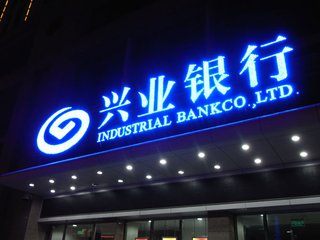 兴业银行
INDUSTRIAL BANKCO.,LTD.